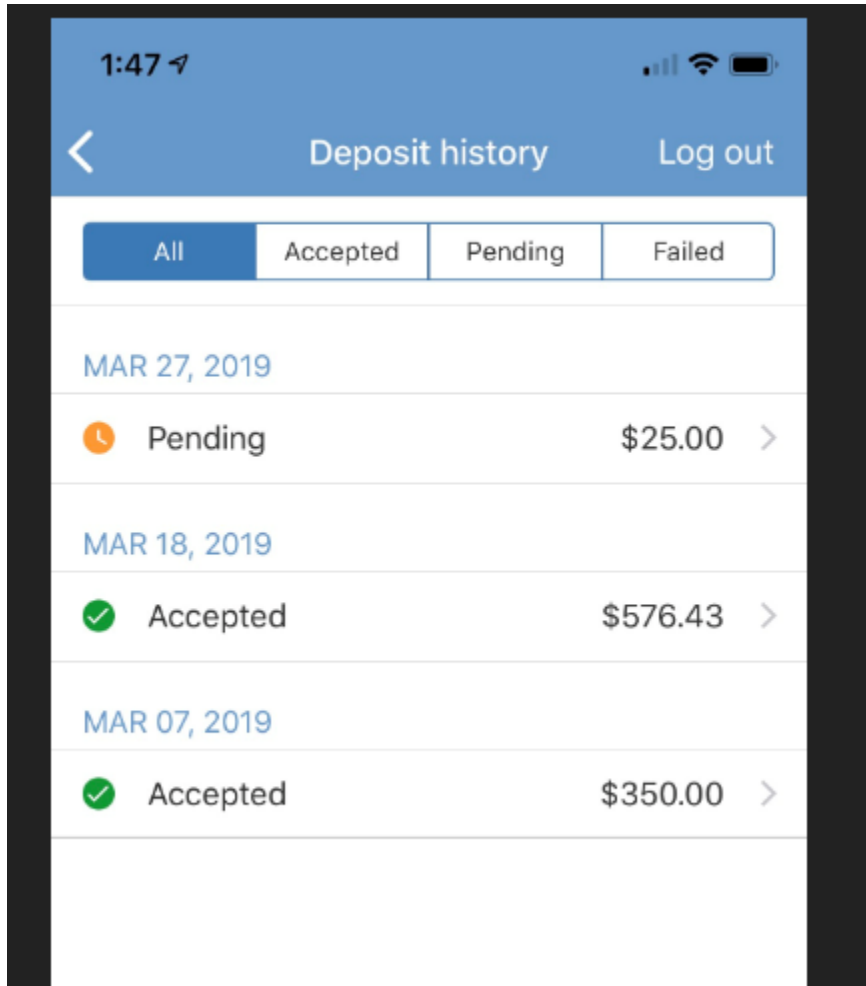 1:47
Deposit history Log out
All Accepted Pending Failed
MAR 27, 2019
Pending $25.00
MAR 18, 2019
Accepted $576.43
MAR 07, 2019
Accepted $350.00